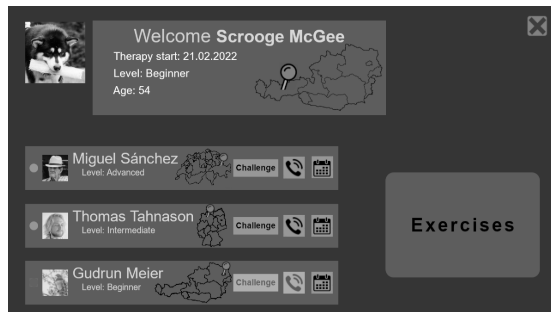 Welcome Scrooge McGee
Therapy start: 21.02.2022
Level: Beginner
Age: 54
Miguel Sánchez
Level: Advanced
Challenge
Thomas Tahnason
Level: Intermediate
Challenge
Gudrun Meier
Level: Beginner
Challenge
Exercises